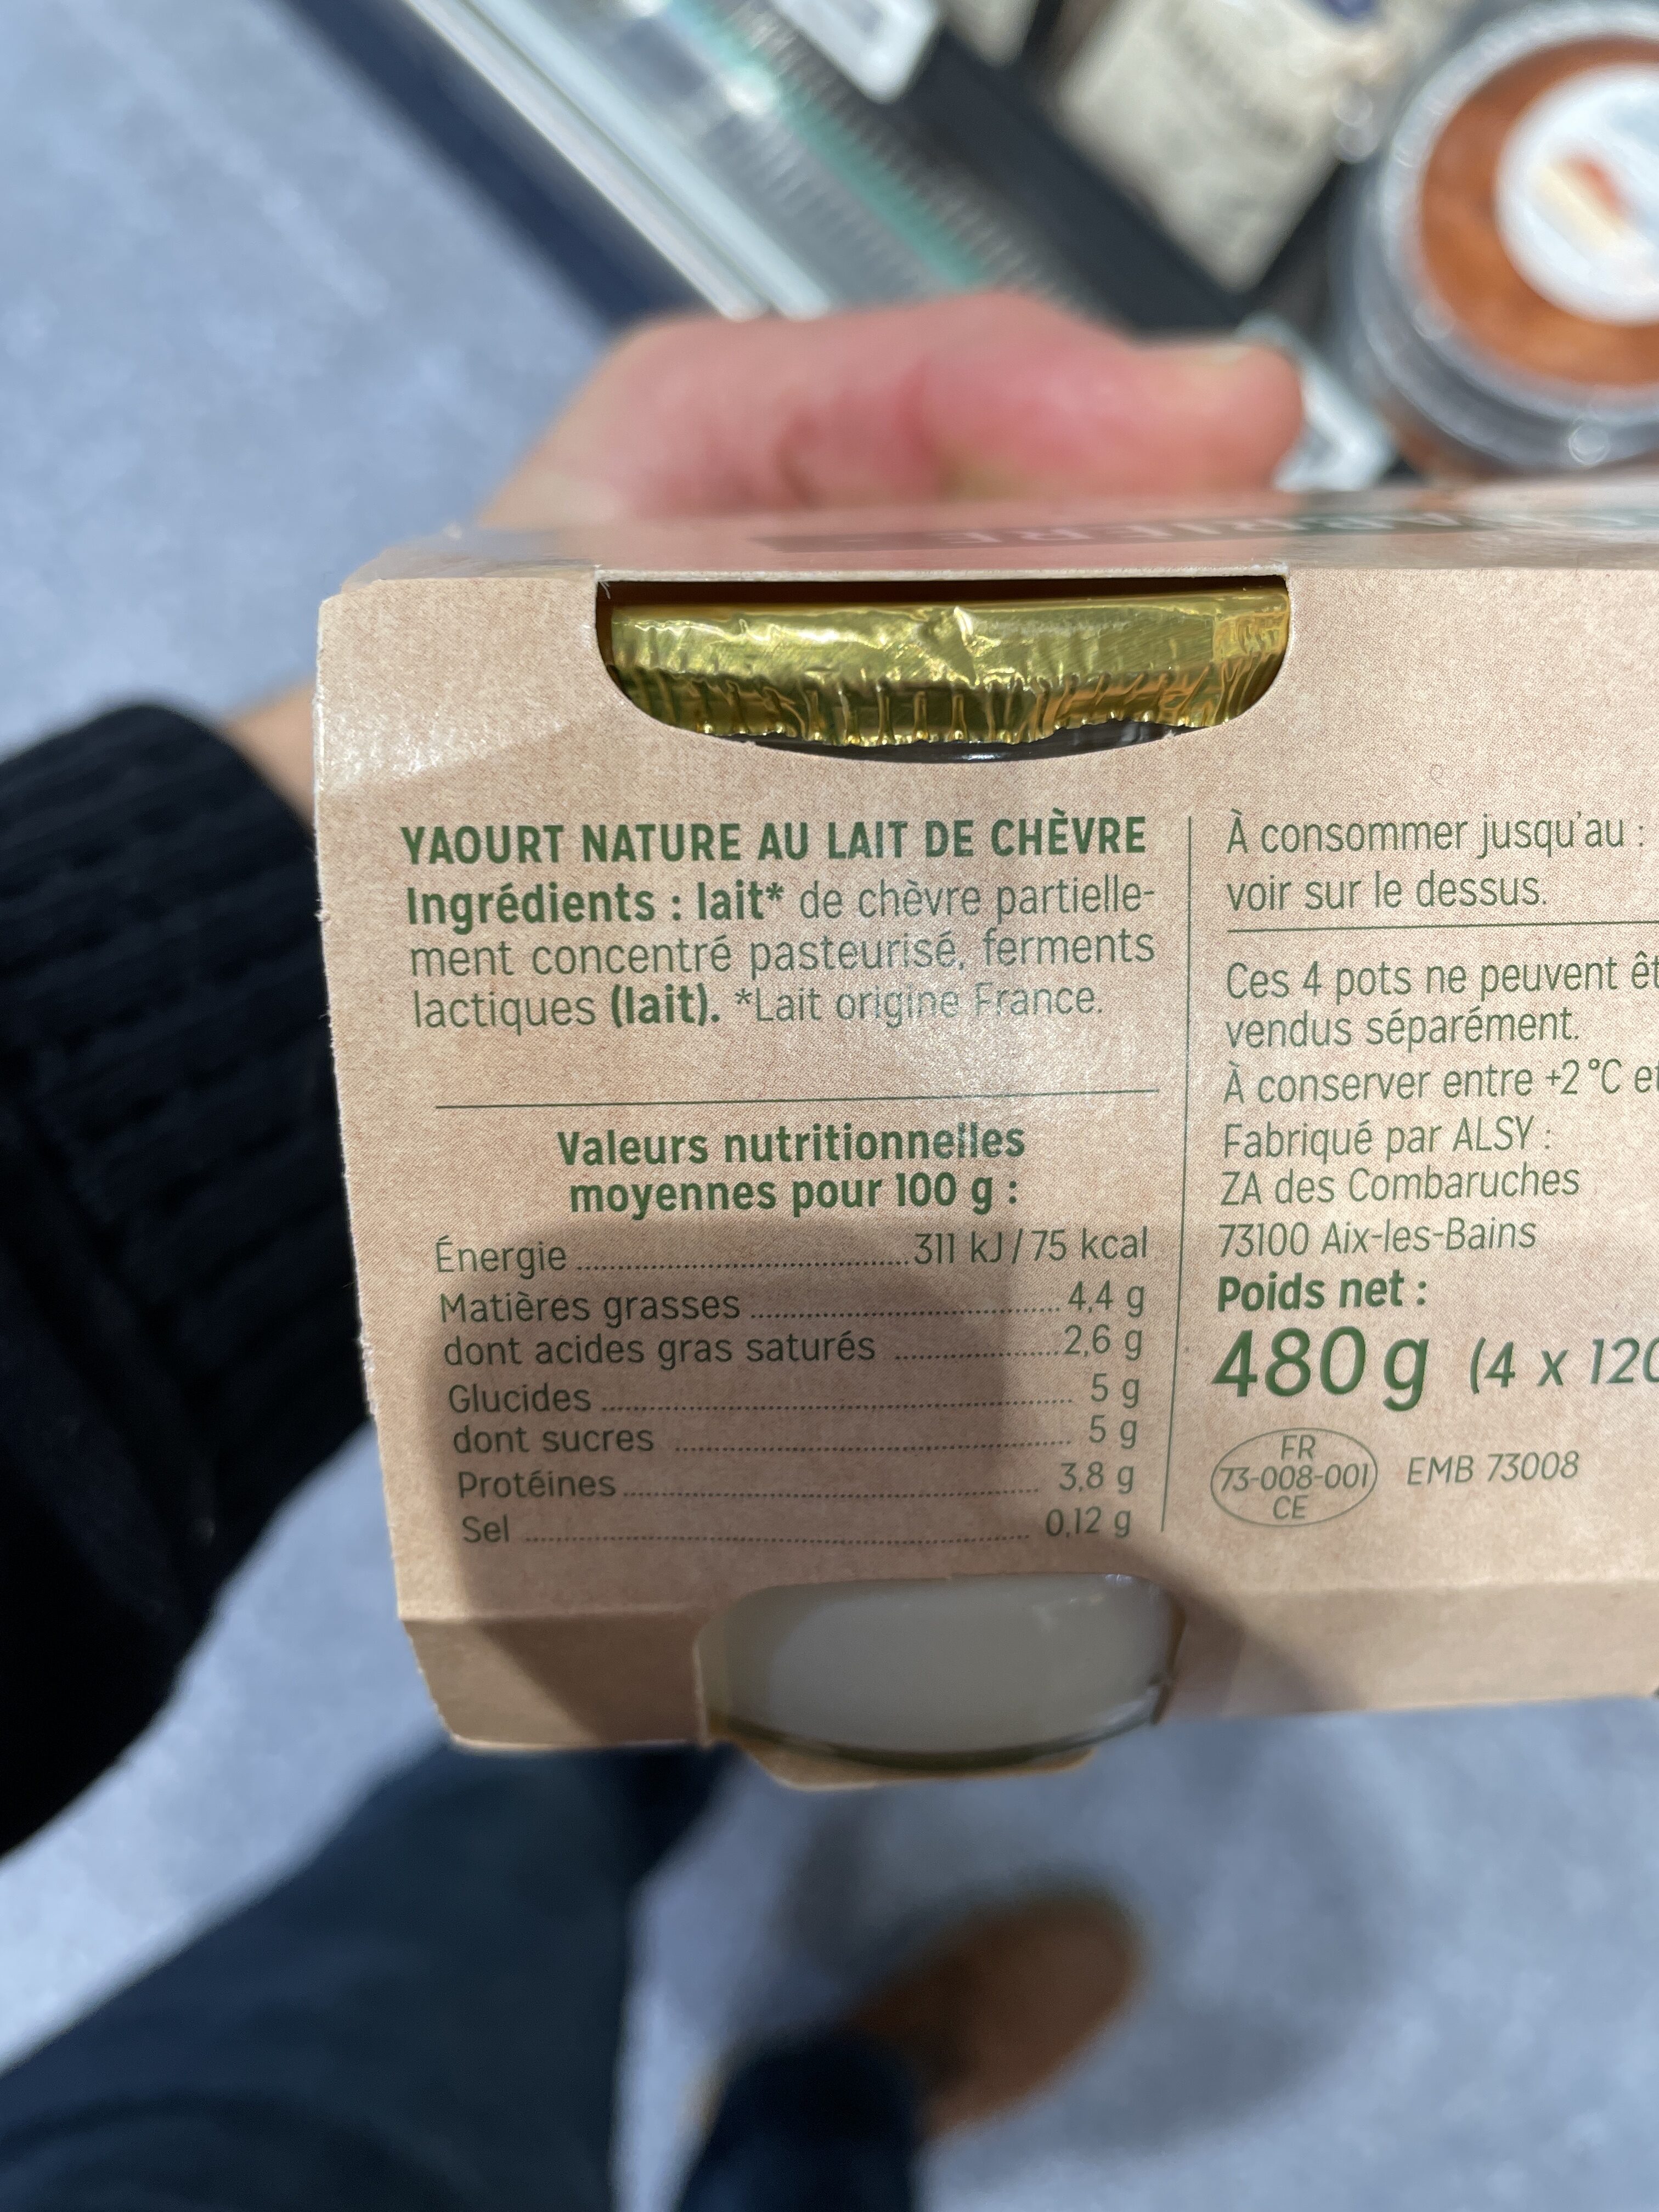 YAOURT NATURE AU LAIT DE CHÈVRE
Ingrédients : lait* de chèvre partielle-
ment concentré pasteurisé, ferments
lactiques (lait). *Lait origine France.
Valeurs nutritionnelles
moyennes pour 100 g :
Énergie ........ 311 kJ / 75 kcal
Matières grasses ........ 4,4 g
dont acides gras saturés ........ 2,6 g
Glucides ........ 5 g
dont sucres ........ 5 g
Protéines ........ 3,8 g
Sel ........ 0,12 g
À consommer jusqu'au :
voir sur le dessus.
Ces 4 pots ne peuvent êt
vendus séparément.
À conserver entre +2 °C et
Fabriqué par ALSY :
ZA des Combaruches
73100 Aix-les-Bains
Poids net :
480 g (4 x 120
FR
73-008-001
CE
EMB 73008